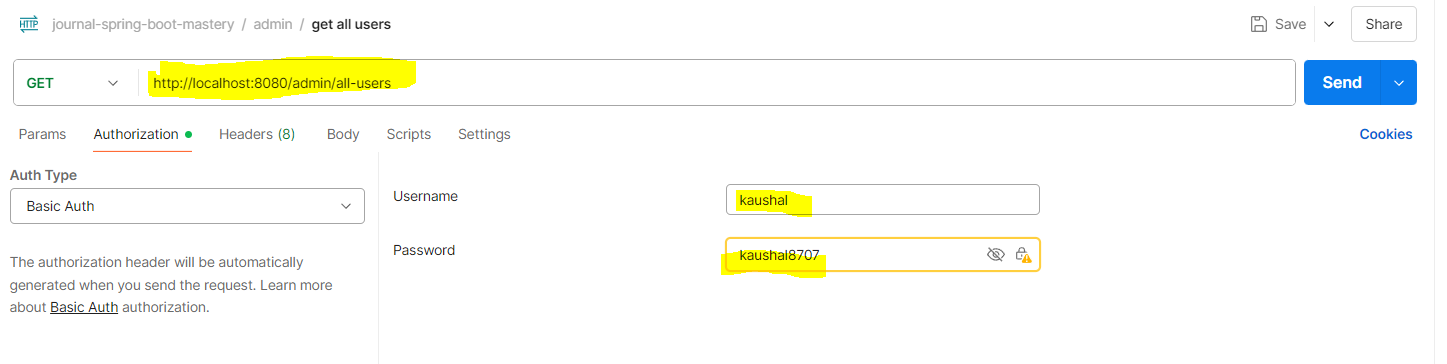 HTTP journal-spring-boot-mastery / admin / get all users Save Share
GET http://localhost:8080/admin/all-users Send
Params Authorization Headers (8) Body Scripts Settings Cookies
Auth Type
Basic Auth
Username kaushal
Password kaushal8707
The authorization header will be automatically
generated when you send the request. Learn more
about Basic Auth authorization.